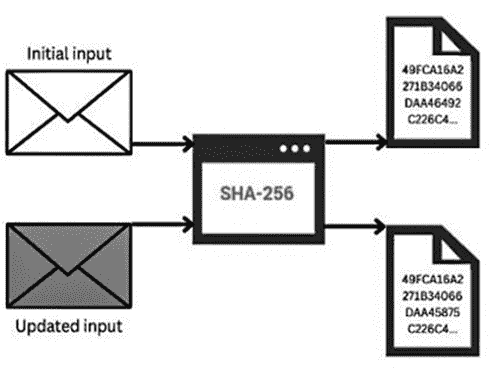 Initial input
49FCA16A2
271B34066
DAA46492
C226C4...
SHA-256
49FCA16A2
271B34066
DAA45875
C226C4...
Updated input